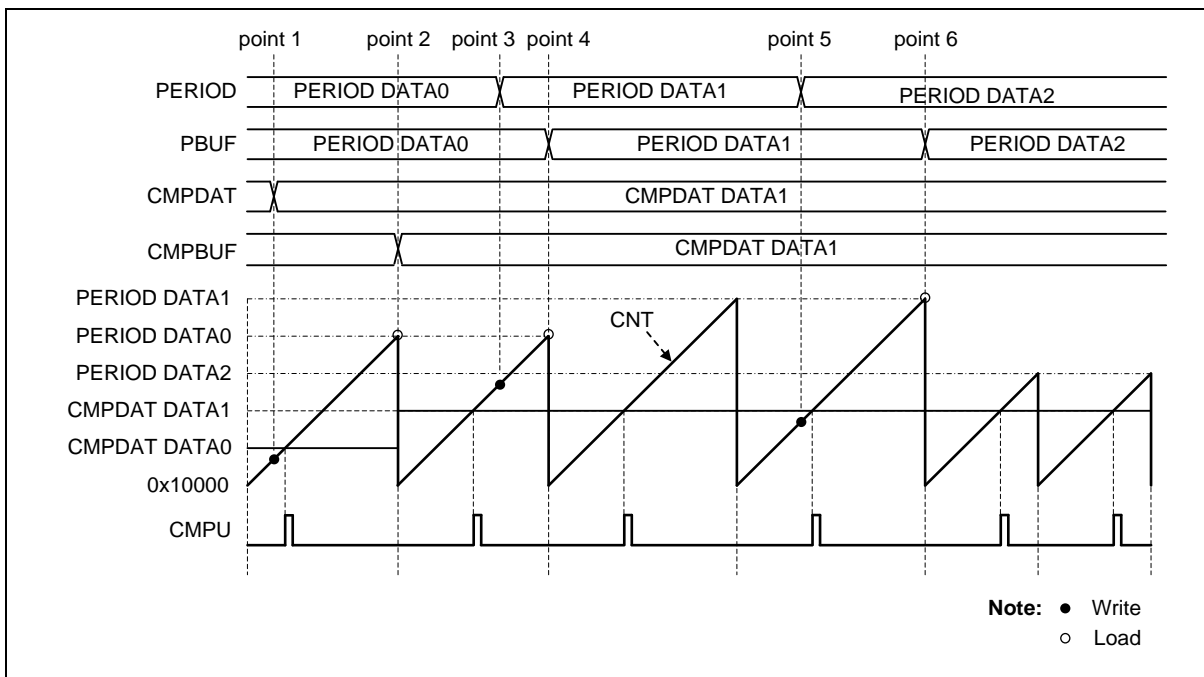 point 1 point 2 point 3 point 4 point 5 point 6
PERIOD PERIOD DATA0 PERIOD DATA1 PERIOD DATA2
PBUF PERIOD DATA0 PERIOD DATA1 PERIOD DATA2
CMPDAT CMPDAT DATA1
CMPBUF CMPDAT DATA1
PERIOD DATA1
CNT
PERIOD DATA0
PERIOD DATA2
CMPDAT DATA1
CMPDAT DATA0
0x10000
CMPU
Note: Write
Load